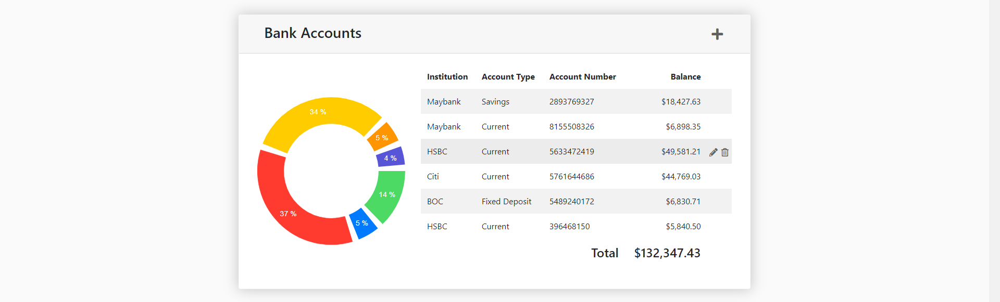 Bank Accounts
Institution Account Type Account Number Balance
Maybank Savings 2893769327 $18,427.63
Maybank Current 8155508326 $6,898.35
HSBC Current 5633472419 $49,581.21
Citi Current 5761644686 $44,769.03
BOC Fixed Deposit 5489240172 $6,830.71
HSBC Current 396468150 $5,840.50
Total $132,347.43
34 %
5 %
4 %
14 %
5 %
37 %